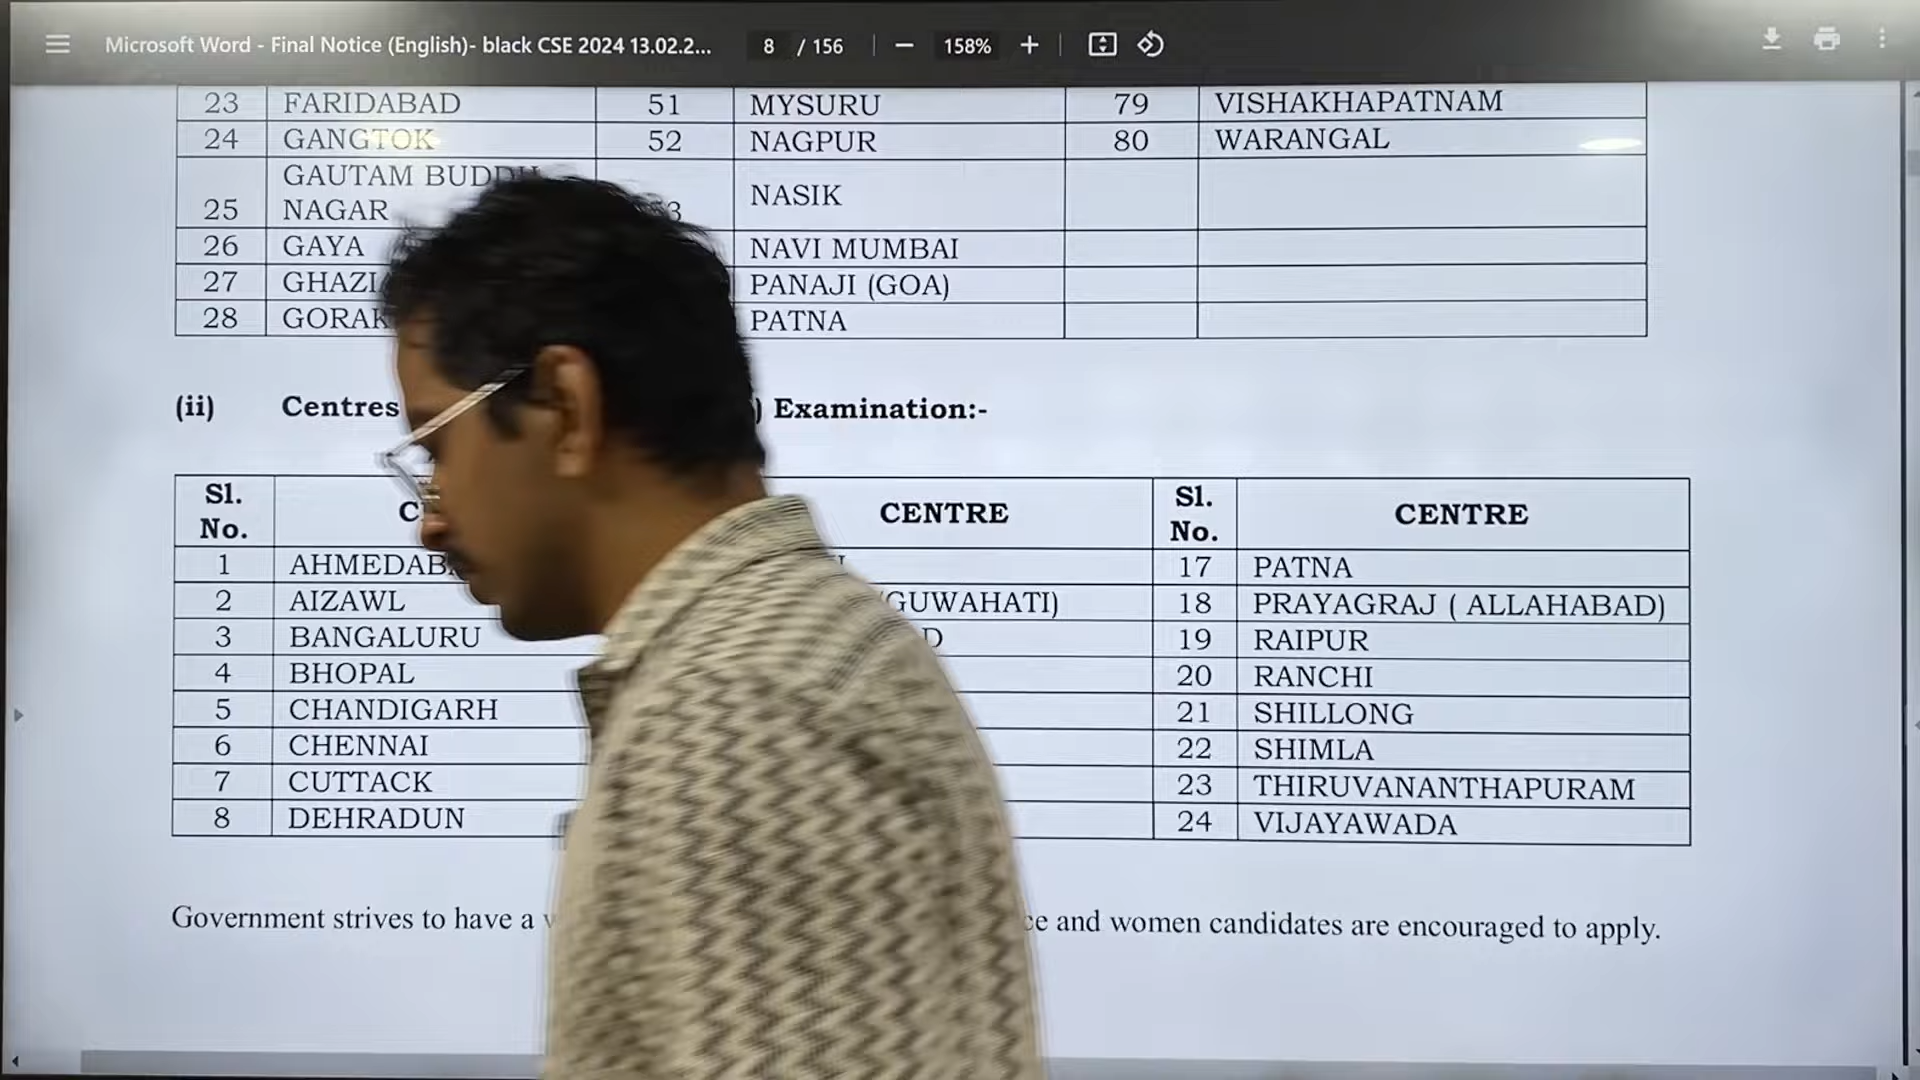 Microsoft Word - Final Notice (English)- black CSE 2024 13.02.2... 8 / 156 158%
23 FARIDABAD 51 MYSURU 79 VISHAKHAPATNAM
24 GANGTOK 52 NAGPUR 80 WARANGAL
GAUTAM BUDDH
25 NAGAR NASIK
26 GAYA NAVI MUMBAI
27 PANAJI (GOA)
28 PATNA
(ii) Centres Examination:-
Sl. No. CENTRE Sl. No. CENTRE
1 17 PATNA
2 AIZAWL (GUWAHATI) 18 PRAYAGRAJ ( ALLAHABAD)
3 BANGALURU 19 RAIPUR
4 BHOPAL 20 RANCHI
5 CHANDIGARH 21 SHILLONG
6 CHENNAI 22 SHIMLA
7 CUTTACK 23 THIRUVANANTHAPURAM
8 DEHRADUN 24 VIJAYAWADA
Government strives to have a and women candidates are encouraged to apply.